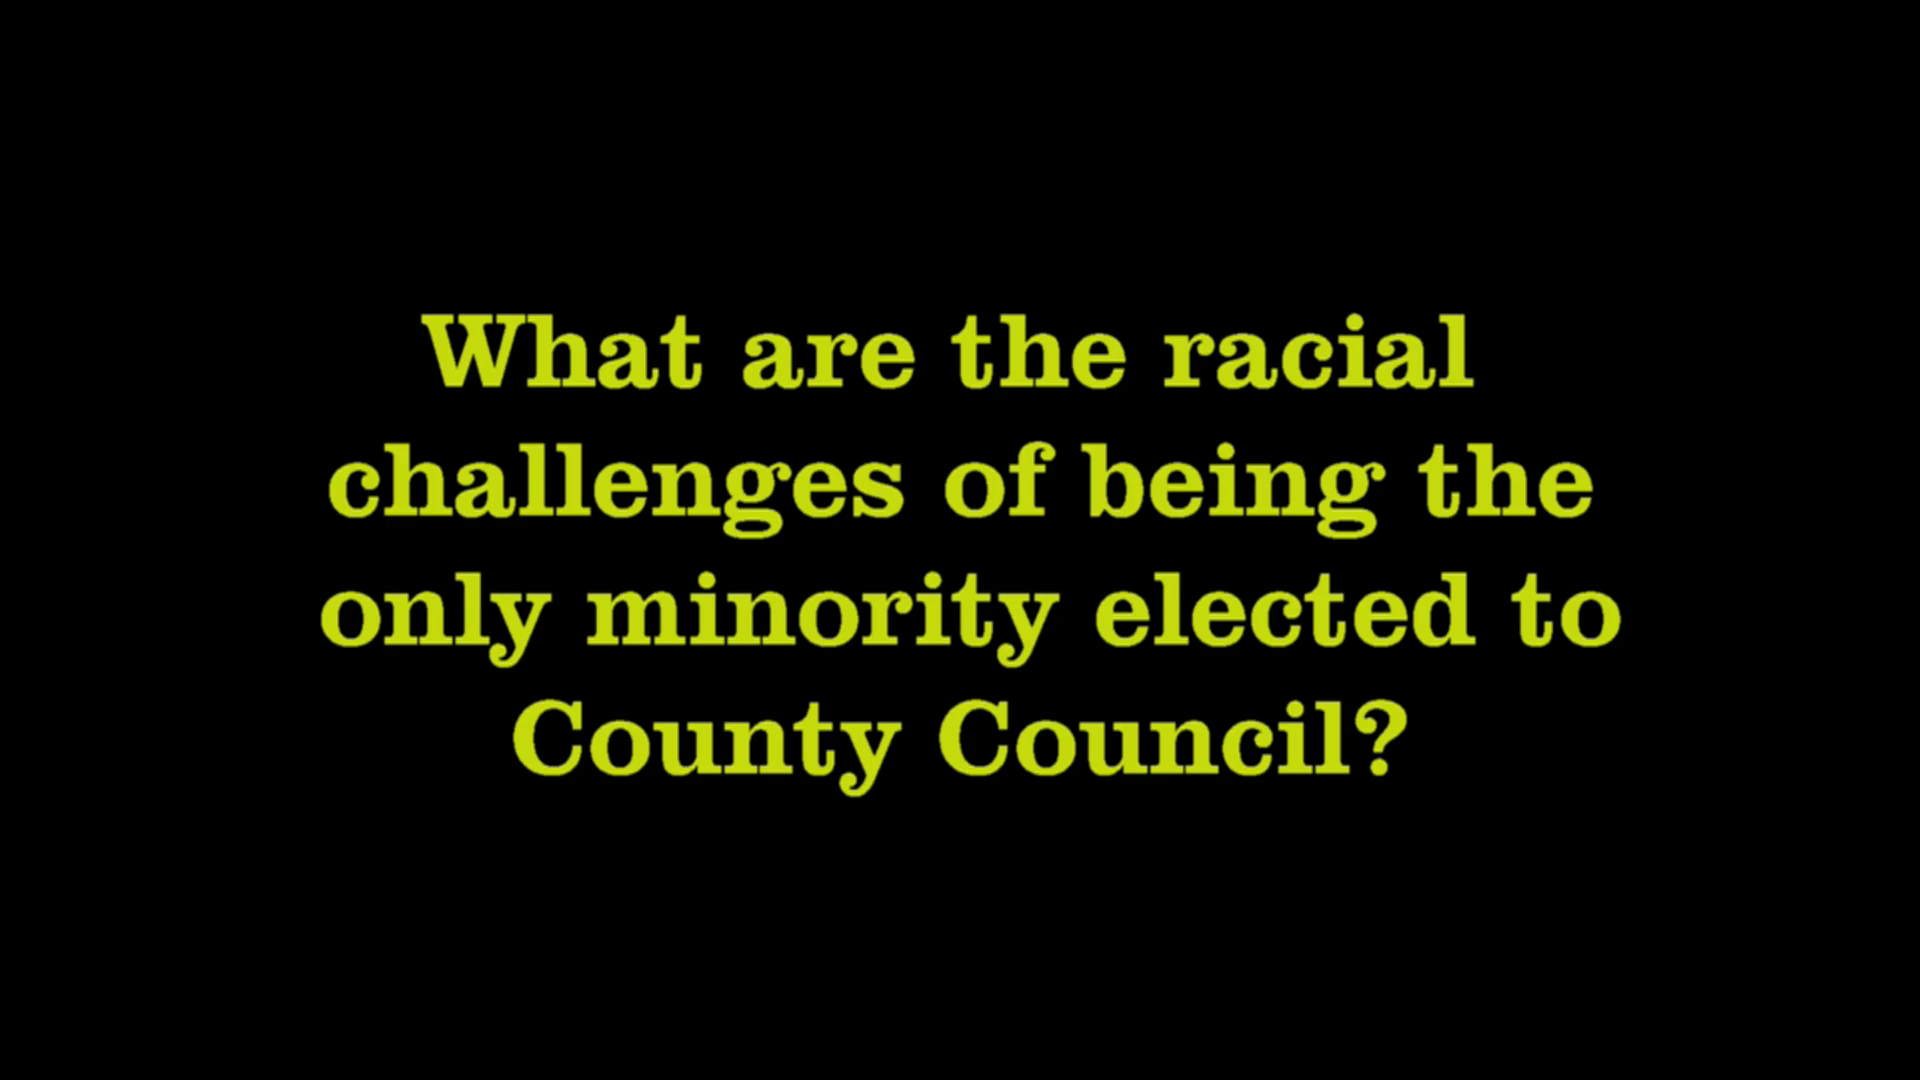 What are the racial
challenges of being the
only minority elected to
County Council?